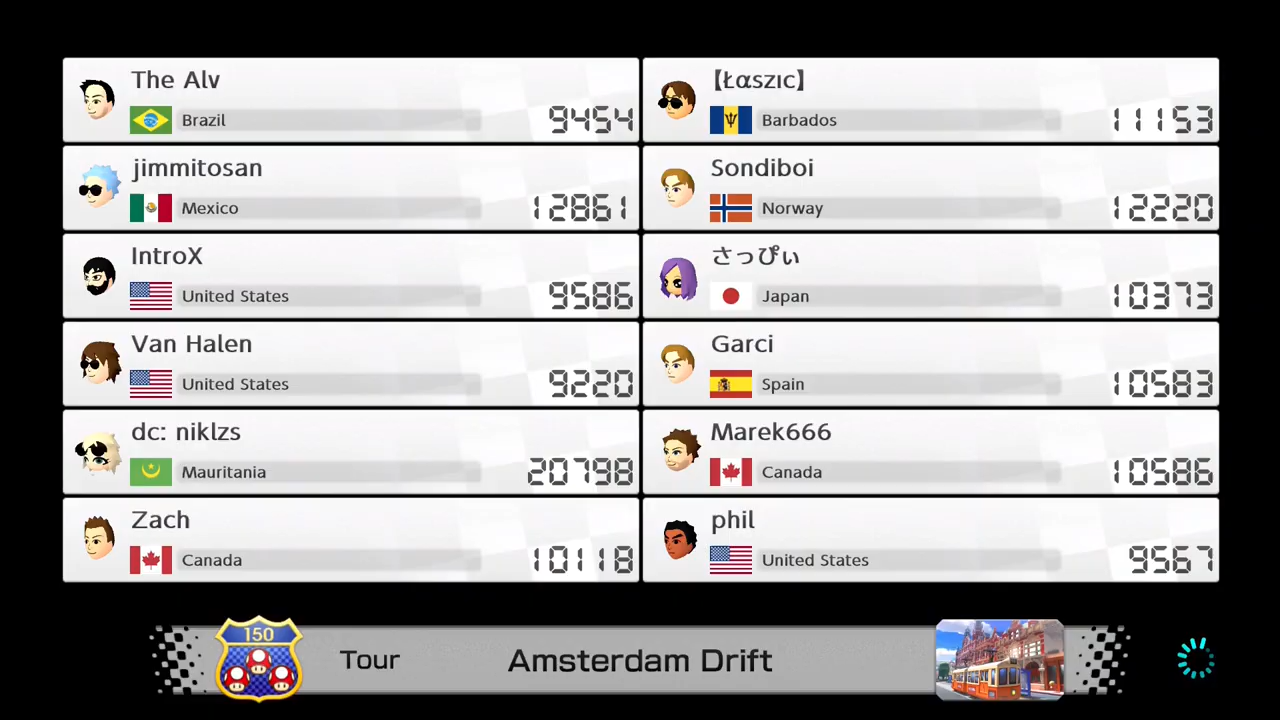 The Alv
Brazil
9454
【Łαszıc】
Barbados
11153
jimmitosan
Mexico
12861
Sondiboi
Norway
12220
IntroX
United States
9586
さっぴぃ
Japan
10373
Van Halen
United States
9220
Garci
Spain
10583
dc: niklzs
Mauritania
20798
Marek666
Canada
10586
Zach
Canada
10118
phil
United States
9567
150
Tour
Amsterdam Drift